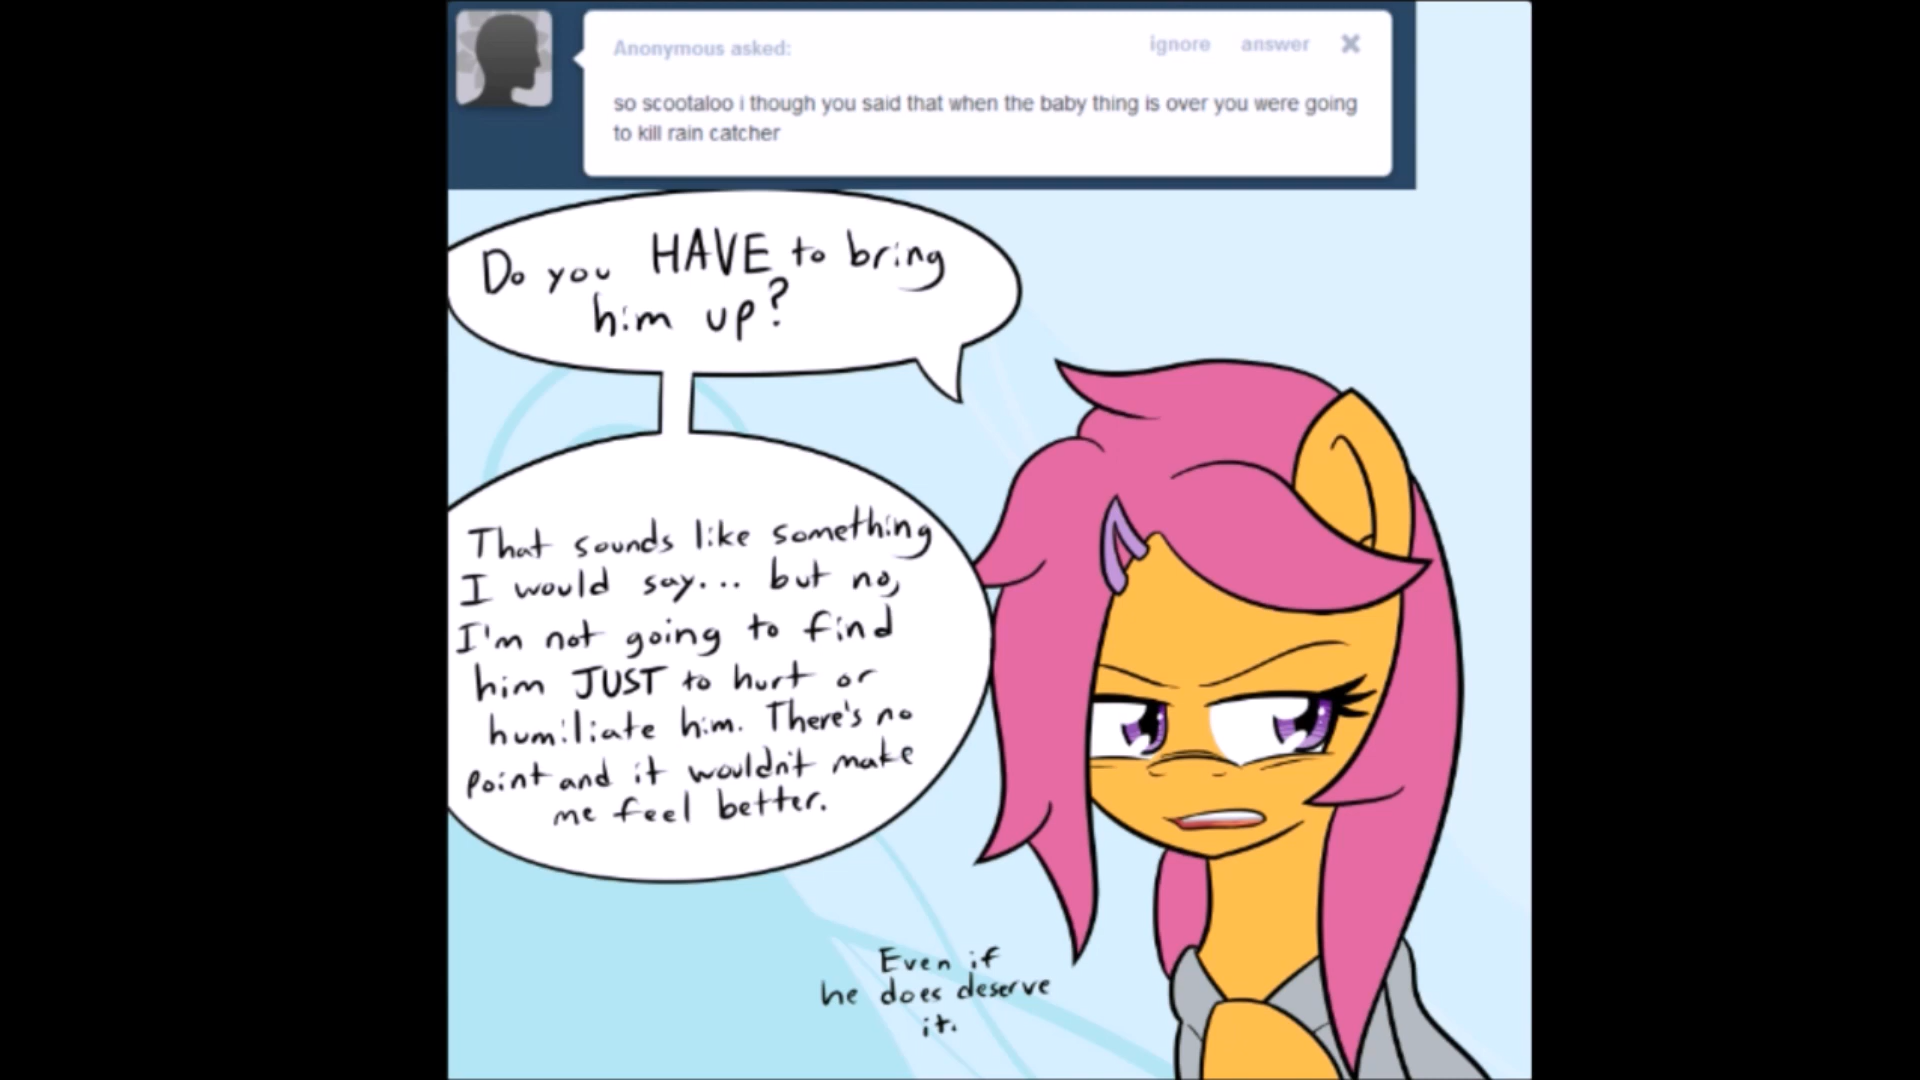 Anonymous asked:
ignore answer
so scootaloo i though you said that when the baby thing is over you were going
to kill rain catcher
Do you HAVE to bring
him up?
That sounds like something
I would say... but no,
I'm not going to find
him JUST to hurt or
humiliate him. There's no
point and it wouldn't make
me feel better.
Even if
he does deserve
it.